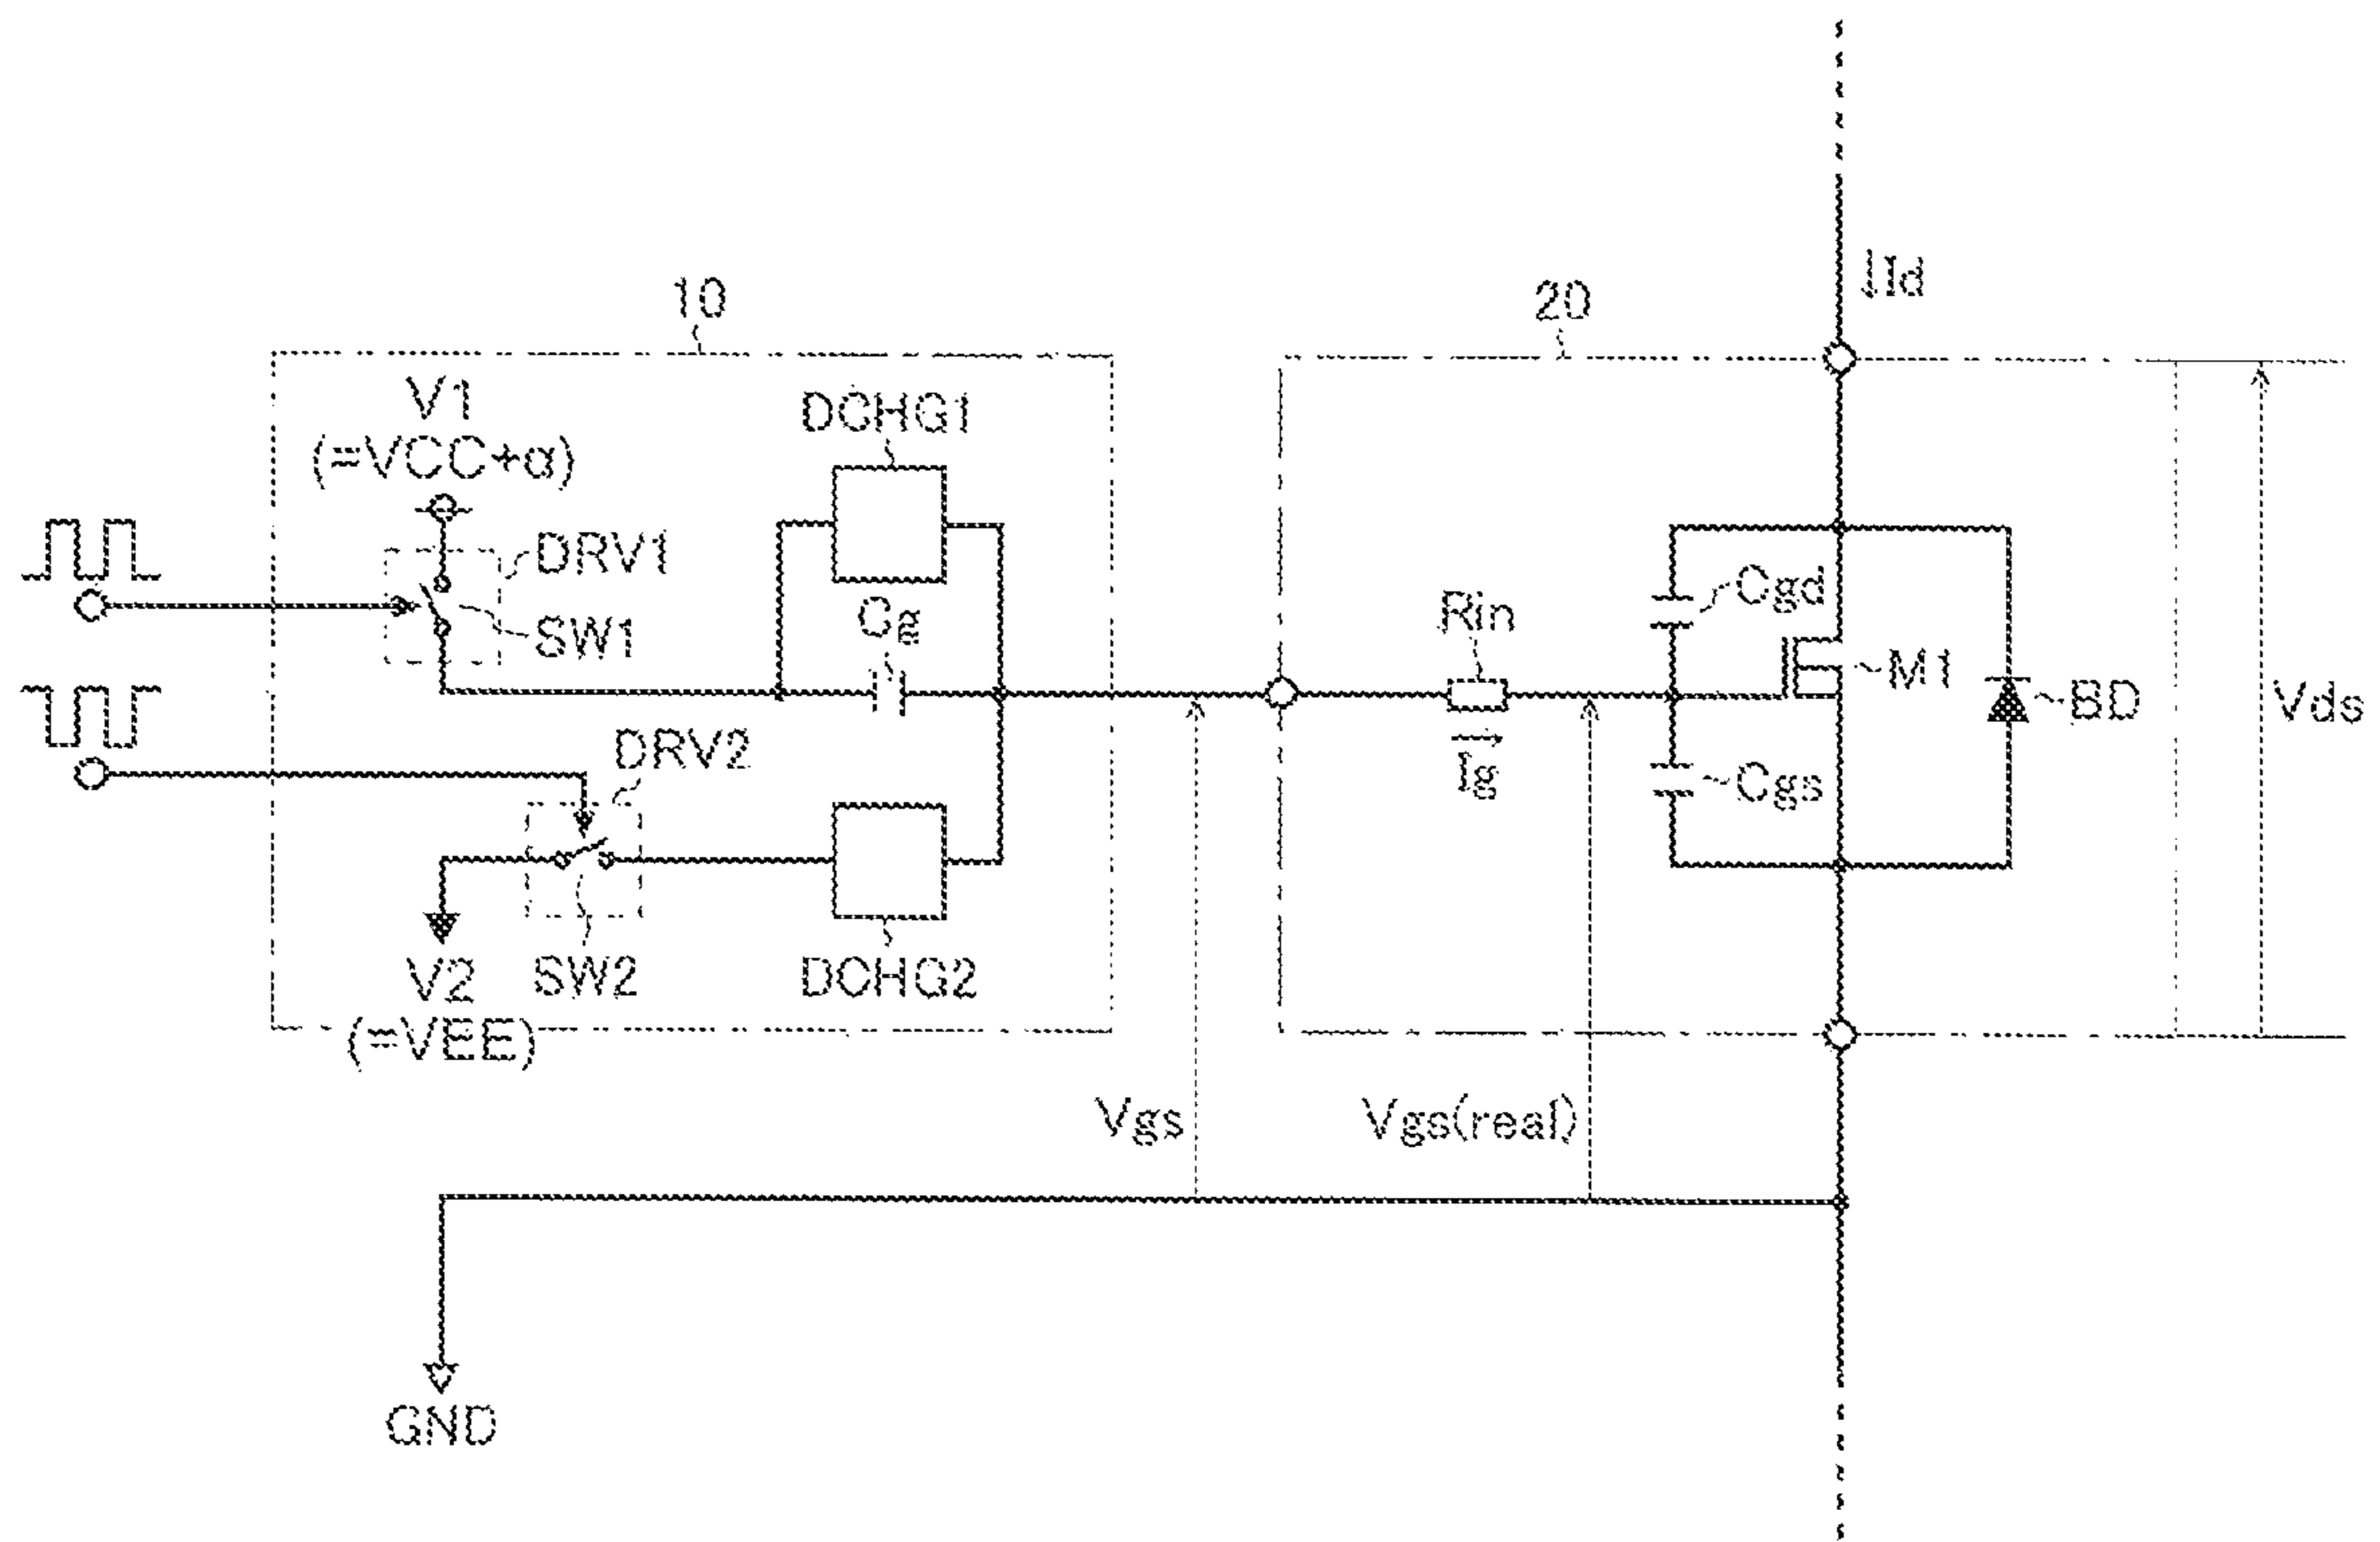 10
20
↓Id
V1
(=VCC+α)
DCHG1
DRV1
SW1
Ca
Rin
Cgd
M1
BD
Vds
DRV2
Ig
Cgs
V2
(=VEE)
SW2
DCHG2
Vgs
Vgs(real)
GND